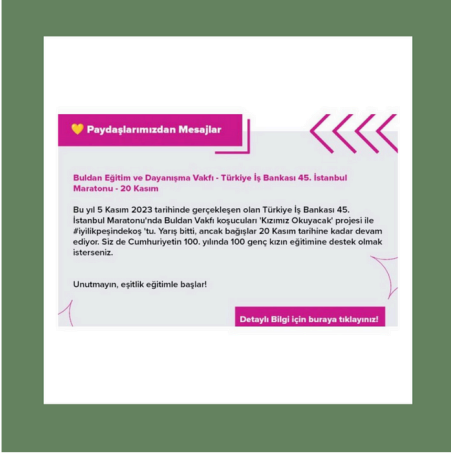 💛 Paydaşlarımızdan Mesajlar
Buldan Eğitim ve Dayanışma Vakfı - Türkiye İş Bankası 45. İstanbul
Maratonu - 20 Kasım
Bu yıl 5 Kasım 2023 tarihinde gerçekleşen olan Türkiye İş Bankası 45.
İstanbul Maratonu'nda Buldan Vakfı koşucuları 'Kızımız Okuyacak' projesi ile
#iyilikpeşindekoş 'tu. Yarış bitti, ancak bağışlar 20 Kasım tarihine kadar devam
ediyor. Siz de Cumhuriyetin 100. yılında 100 genç kızın eğitimine destek olmak
isterseniz.
Unutmayın, eşitlik eğitimle başlar!
Detaylı Bilgi için buraya tıklayınız!